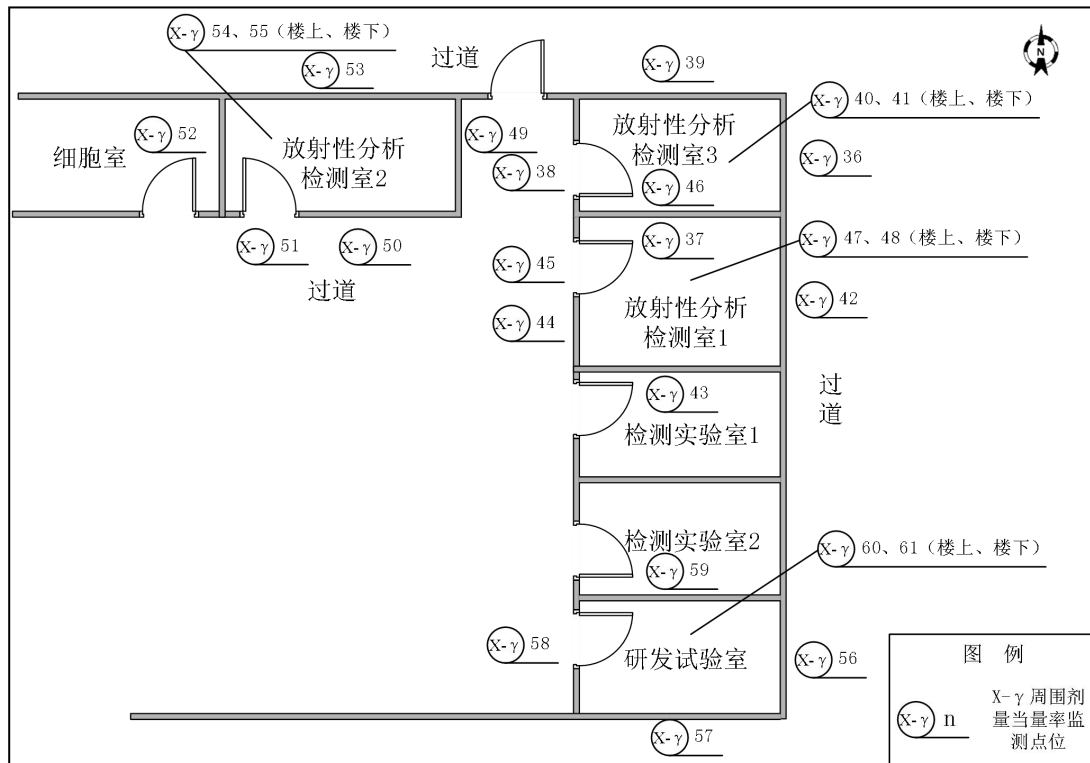 X-γ 54、55（楼上、楼下）
过道
X-γ 53
X-γ 39
N
X-γ 40、41（楼上、楼下）
X-γ 52
细胞室
放射性分析
检测室2
X-γ 49
X-γ 38
放射性分析
检测室3
X-γ 46
X-γ 36
X-γ 51
X-γ 50
过道
X-γ 45
X-γ 44
X-γ 37
放射性分析
检测室1
X-γ 47、48（楼上、楼下）
X-γ 42
过
道
X-γ 43
检测实验室1
检测实验室2
X-γ 59
X-γ 60、61（楼上、楼下）
X-γ 58
研发试验室
X-γ 56
X-γ 57
图 例
X-γ n
X-γ 周围剂
量当量率监
测点位